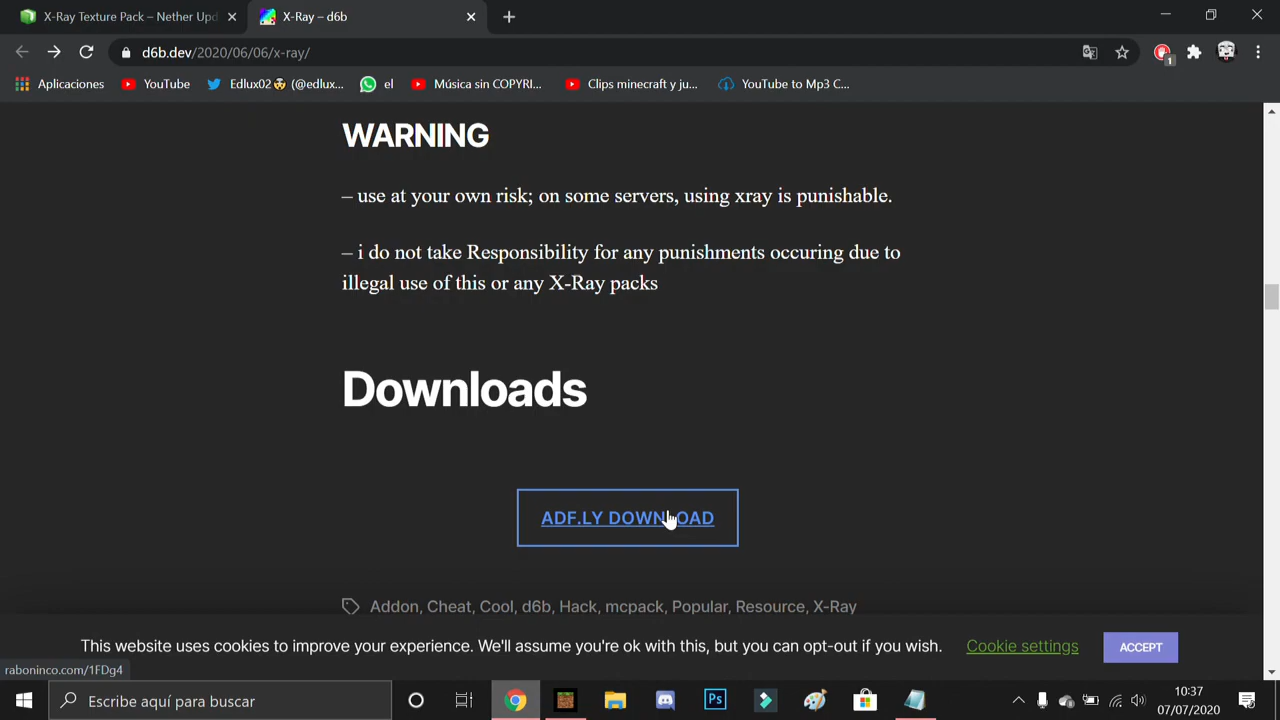 X-Ray Texture Pack – Nether Upd
X-Ray – d6b
d6b.dev/2020/06/06/x-ray/
1
Aplicaciones
YouTube
Edlux02🤯 (@edlux...
el
Música sin COPYRI...
Clips minecraft y ju...
YouTube to Mp3 C...
WARNING
– use at your own risk; on some servers, using xray is punishable.
– i do not take Responsibility for any punishments occuring due to
illegal use of this or any X-Ray packs
Downloads
ADF.LY DOWNLOAD
Addon, Cheat, Cool, d6b, Hack, mcpack, Popular, Resource, X-Ray
This website uses cookies to improve your experience. We'll assume you're ok with this, but you can opt-out if you wish.
Cookie settings
ACCEPT
raboninco.com/1FDg4
Escribe aquí para buscar
Ps
10:37
07/07/2020